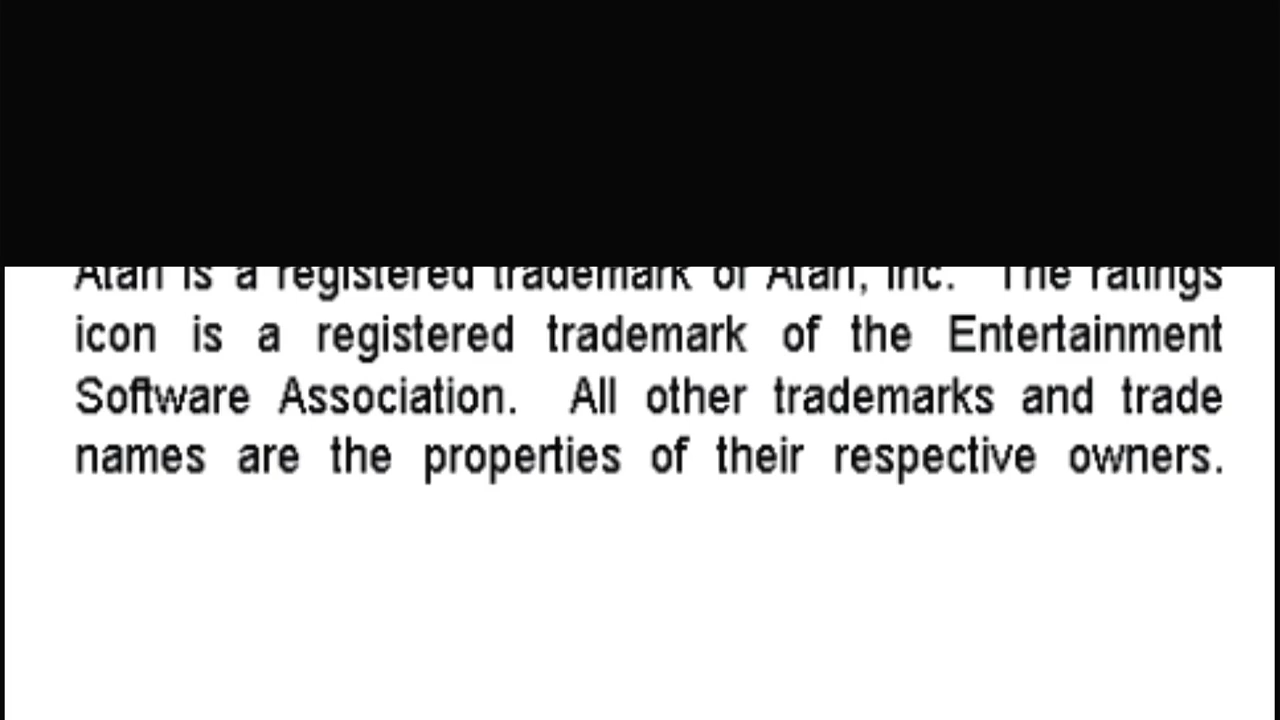 Atari is a registered trademark of Atari, Inc.  The ratings
icon is a registered trademark of the Entertainment
Software Association.  All other trademarks and trade
names are the properties of their respective owners.